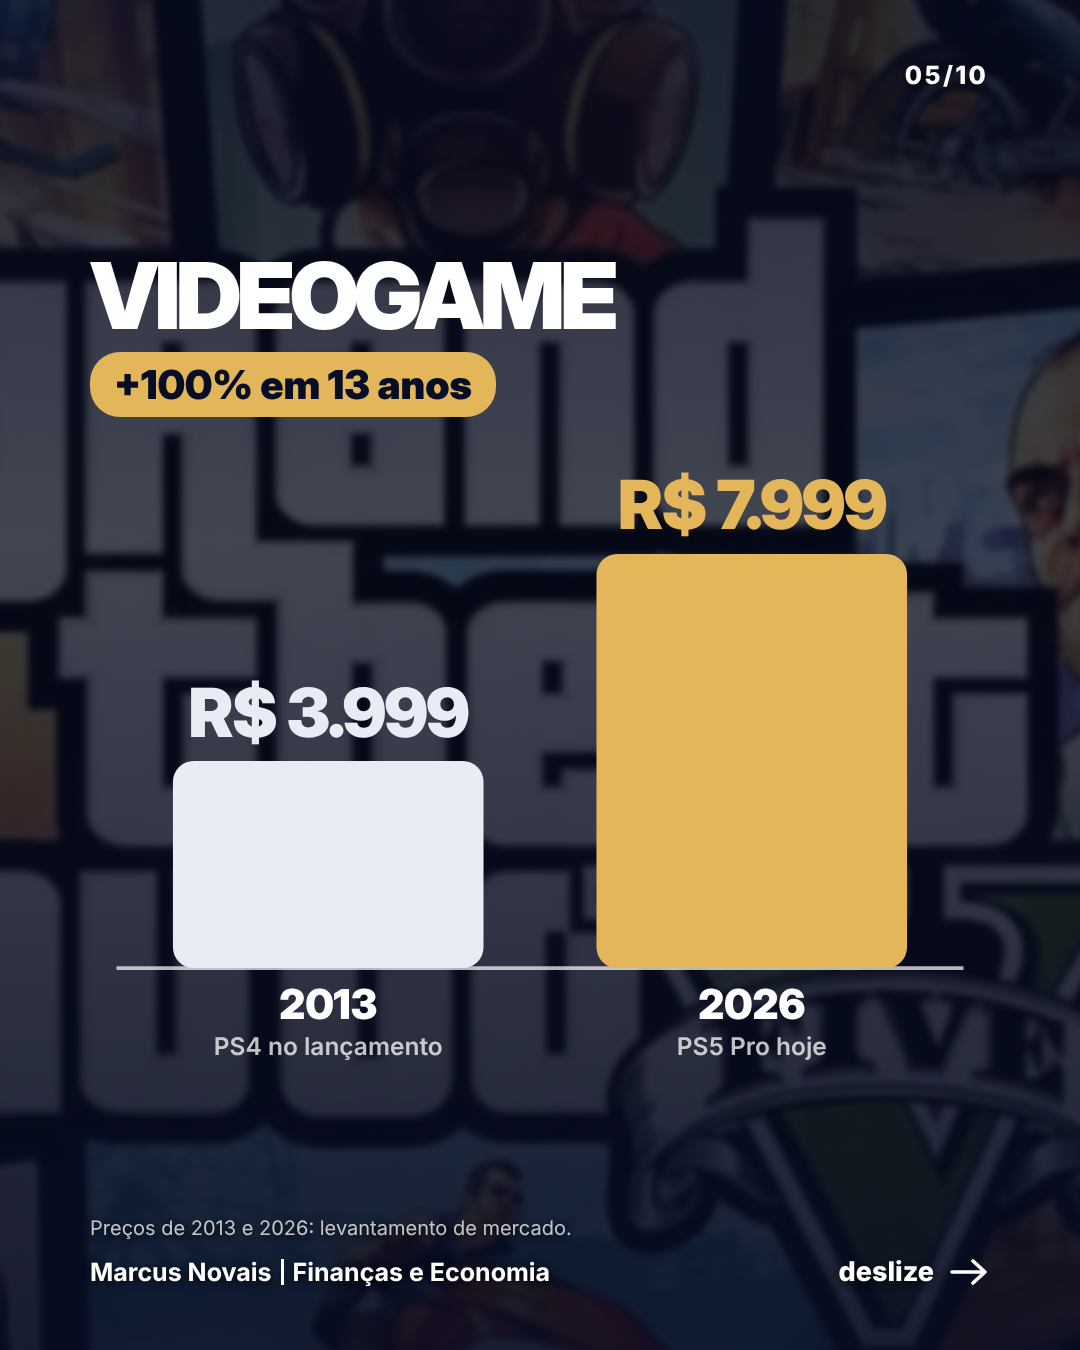 05/10
VIDEOGAME
+100% em 13 anos
R$ 7.999
R$ 3.999
2013
PS4 no lançamento
2026
PS5 Pro hoje
Preços de 2013 e 2026: levantamento de mercado.
Marcus Novais | Finanças e Economia
deslize →